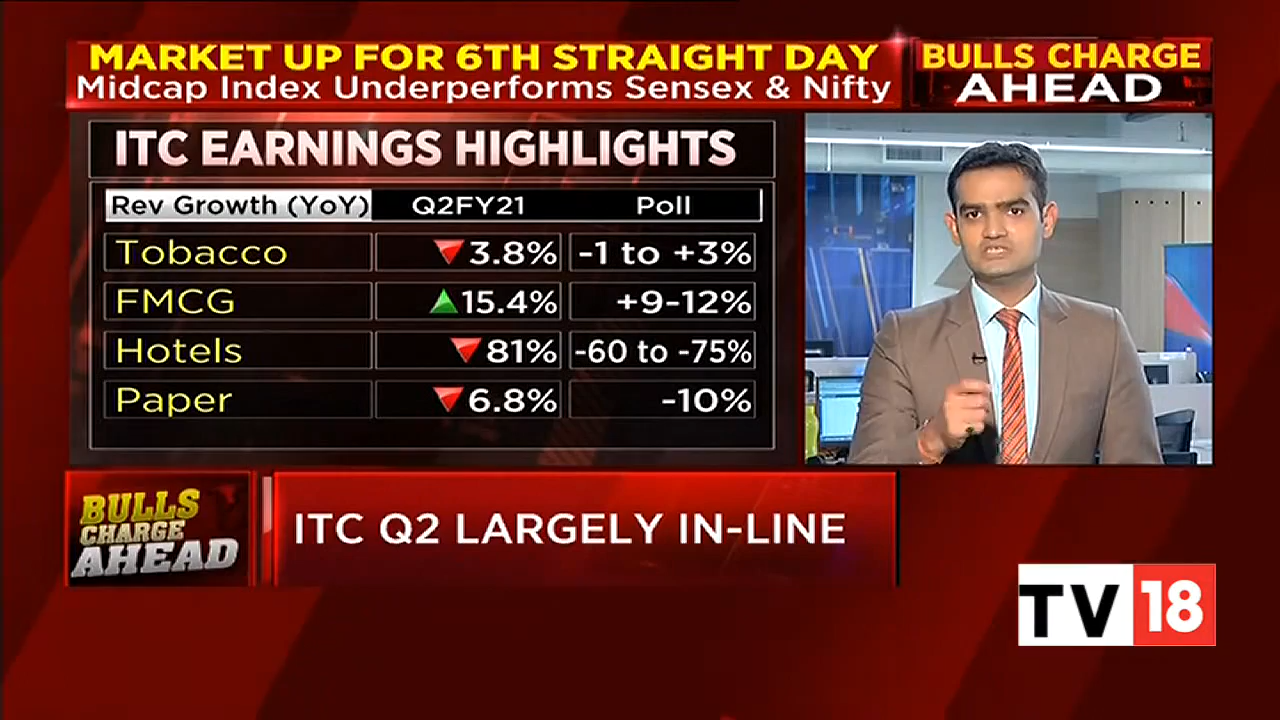 MARKET UP FOR 6TH STRAIGHT DAY
Midcap Index Underperforms Sensex & Nifty
BULLS CHARGE
AHEAD
ITC EARNINGS HIGHLIGHTS
Rev Growth (YoY) Q2FY21 Poll
Tobacco ▼3.8% -1 to +3%
FMCG ▲15.4% +9-12%
Hotels ▼81% -60 to -75%
Paper ▼6.8% -10%
BULLS
CHARGE
AHEAD
ITC Q2 LARGELY IN-LINE
TV18